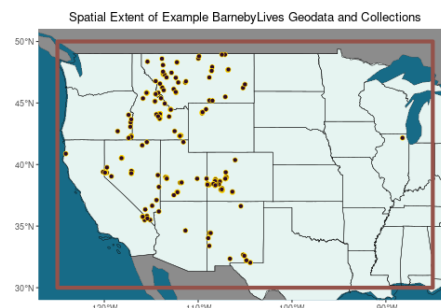 Spatial Extent of Example BarnebyLives Geodata and Collections
50°N
45°N
40°N
35°N
30°N